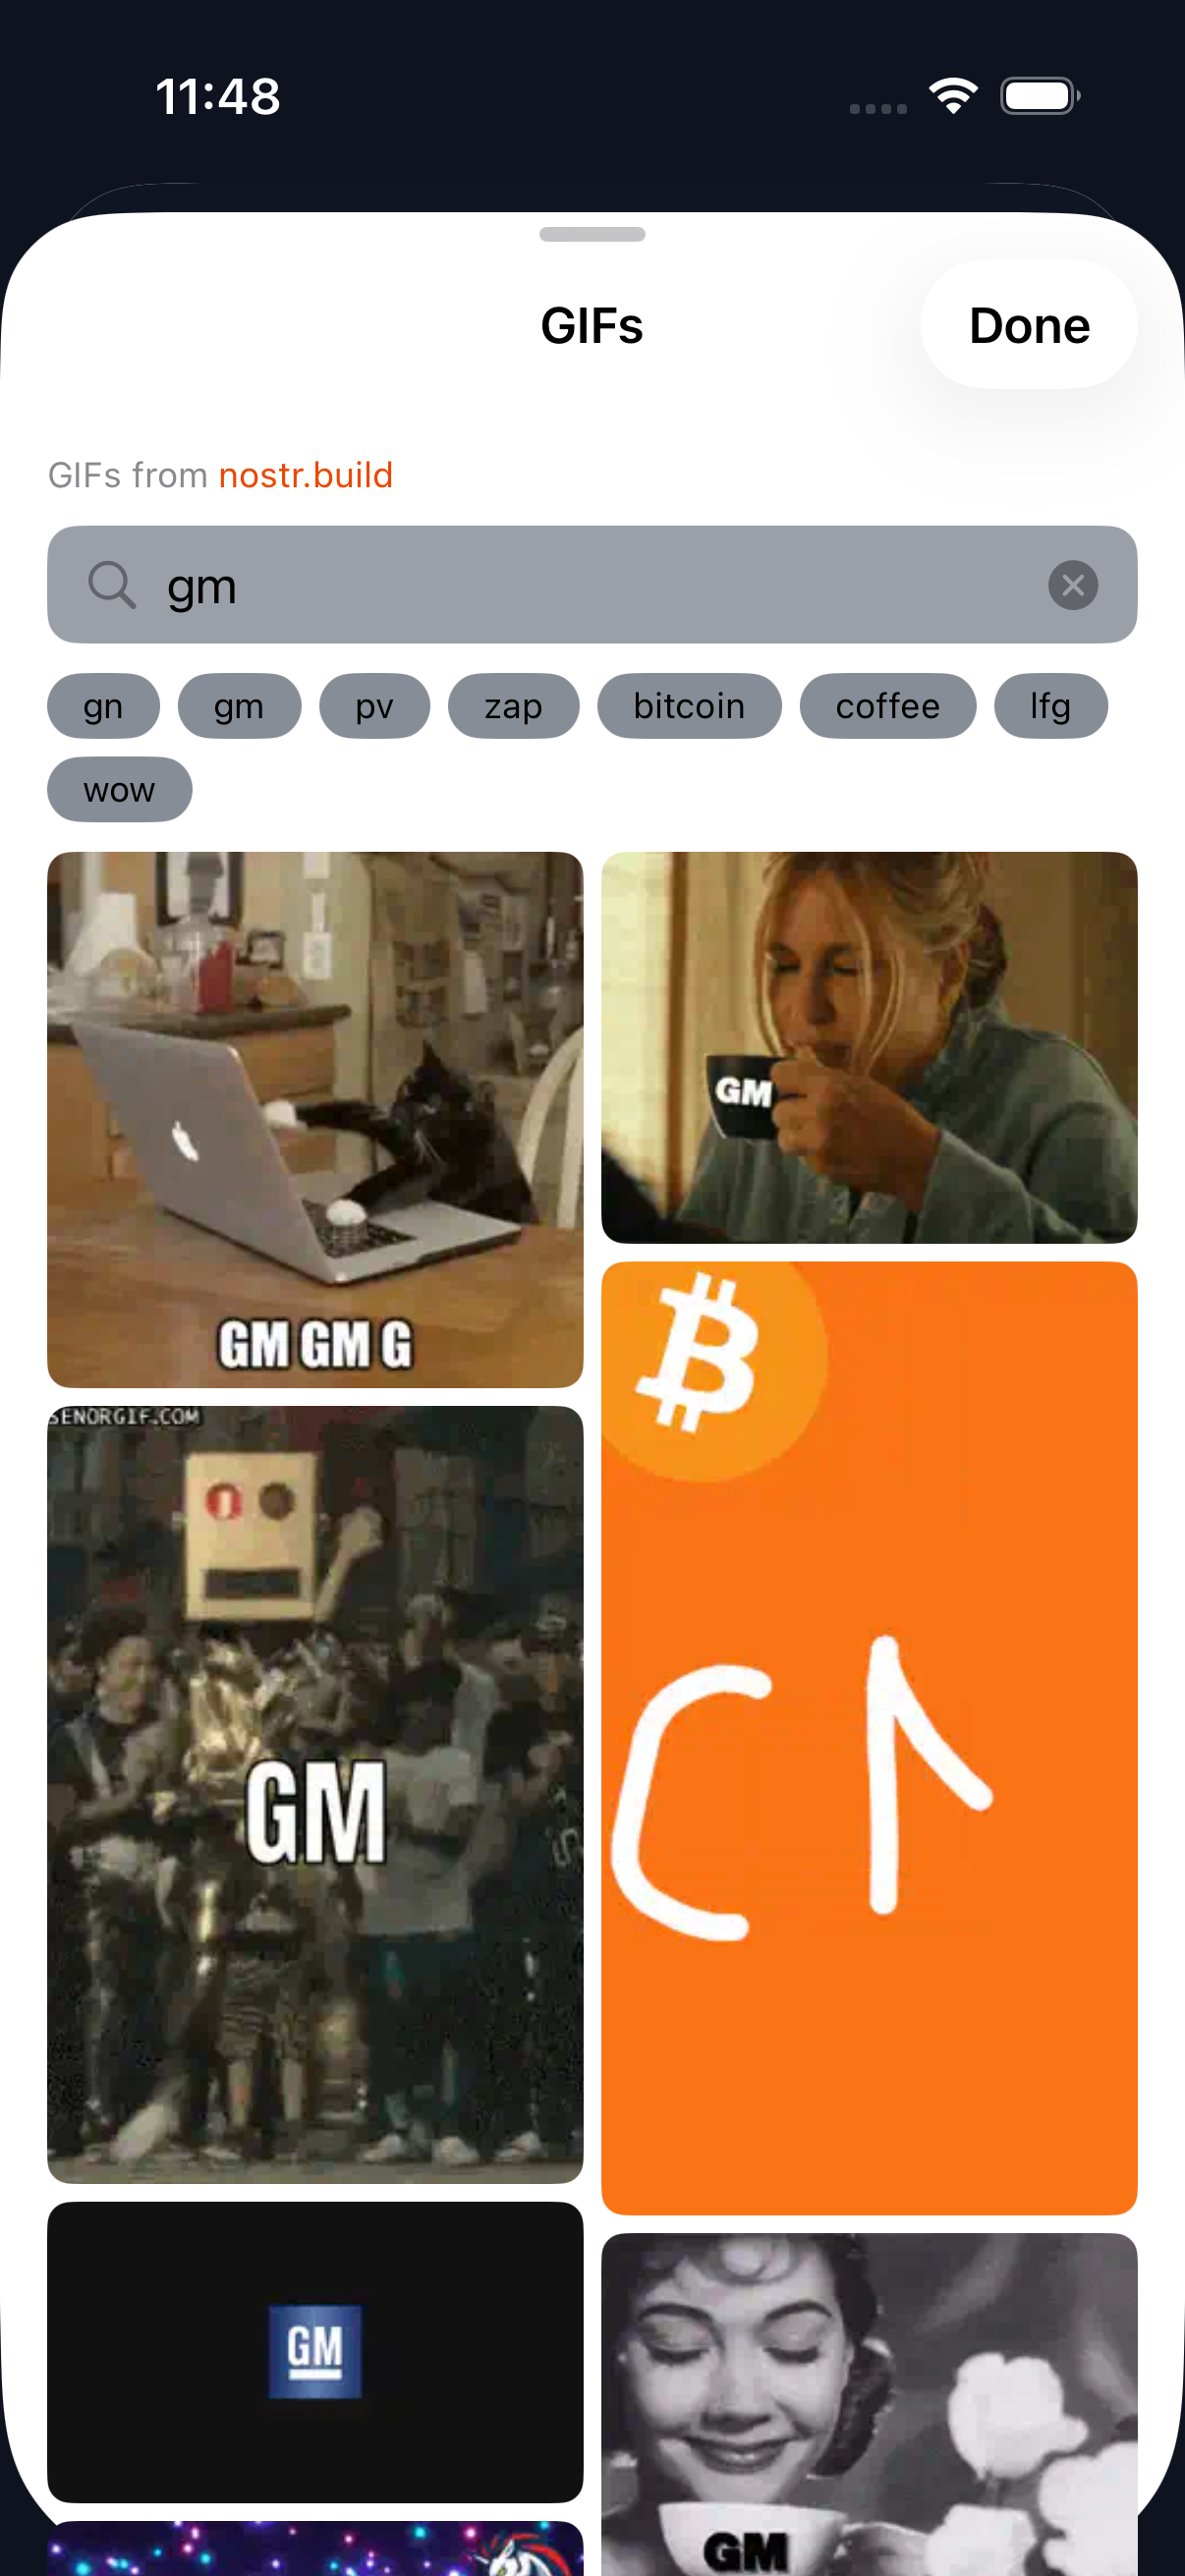 11:48
GIFs
Done
GIFs from nostr.build
gm
gn gm pv zap bitcoin coffee lfg
wow
GM GM G
GM
SENORGIF.COM
GM
GM
GM